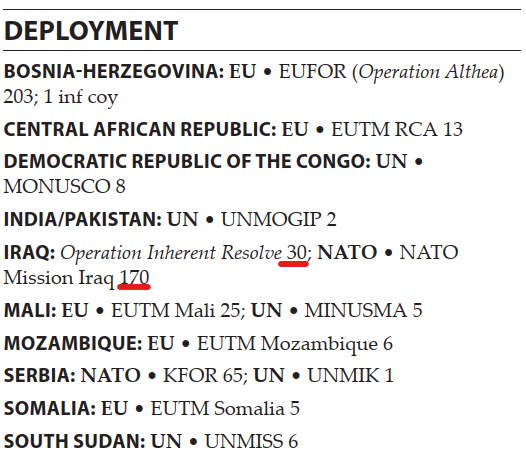 DEPLOYMENT
BOSNIA-HERZEGOVINA: EU • EUFOR (Operation Althea)
203; 1 inf coy
CENTRAL AFRICAN REPUBLIC: EU • EUTM RCA 13
DEMOCRATIC REPUBLIC OF THE CONGO: UN •
MONUSCO 8
INDIA/PAKISTAN: UN • UNMOGIP 2
IRAQ: Operation Inherent Resolve 30; NATO • NATO
Mission Iraq 170
MALI: EU • EUTM Mali 25; UN • MINUSMA 5
MOZAMBIQUE: EU • EUTM Mozambique 6
SERBIA: NATO • KFOR 65; UN • UNMIK 1
SOMALIA: EU • EUTM Somalia 5
SOUTH SUDAN: UN • UNMISS 6